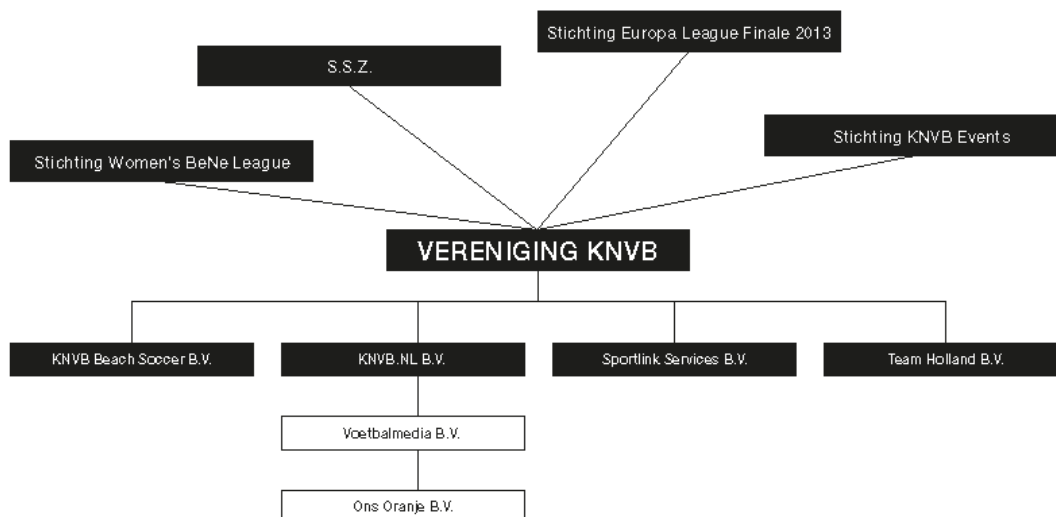 Stichting Europa League Finale 2013
S.S.Z.
Stichting KNVB Events
Stichting Women's BeNe League
VERENIGING KNVB
KNVB Beach Soccer B.V.
KNVB.NL B.V.
Sportlink Services B.V.
Team Holland B.V.
Voetbalmedia B.V.
Ons Oranje B.V.